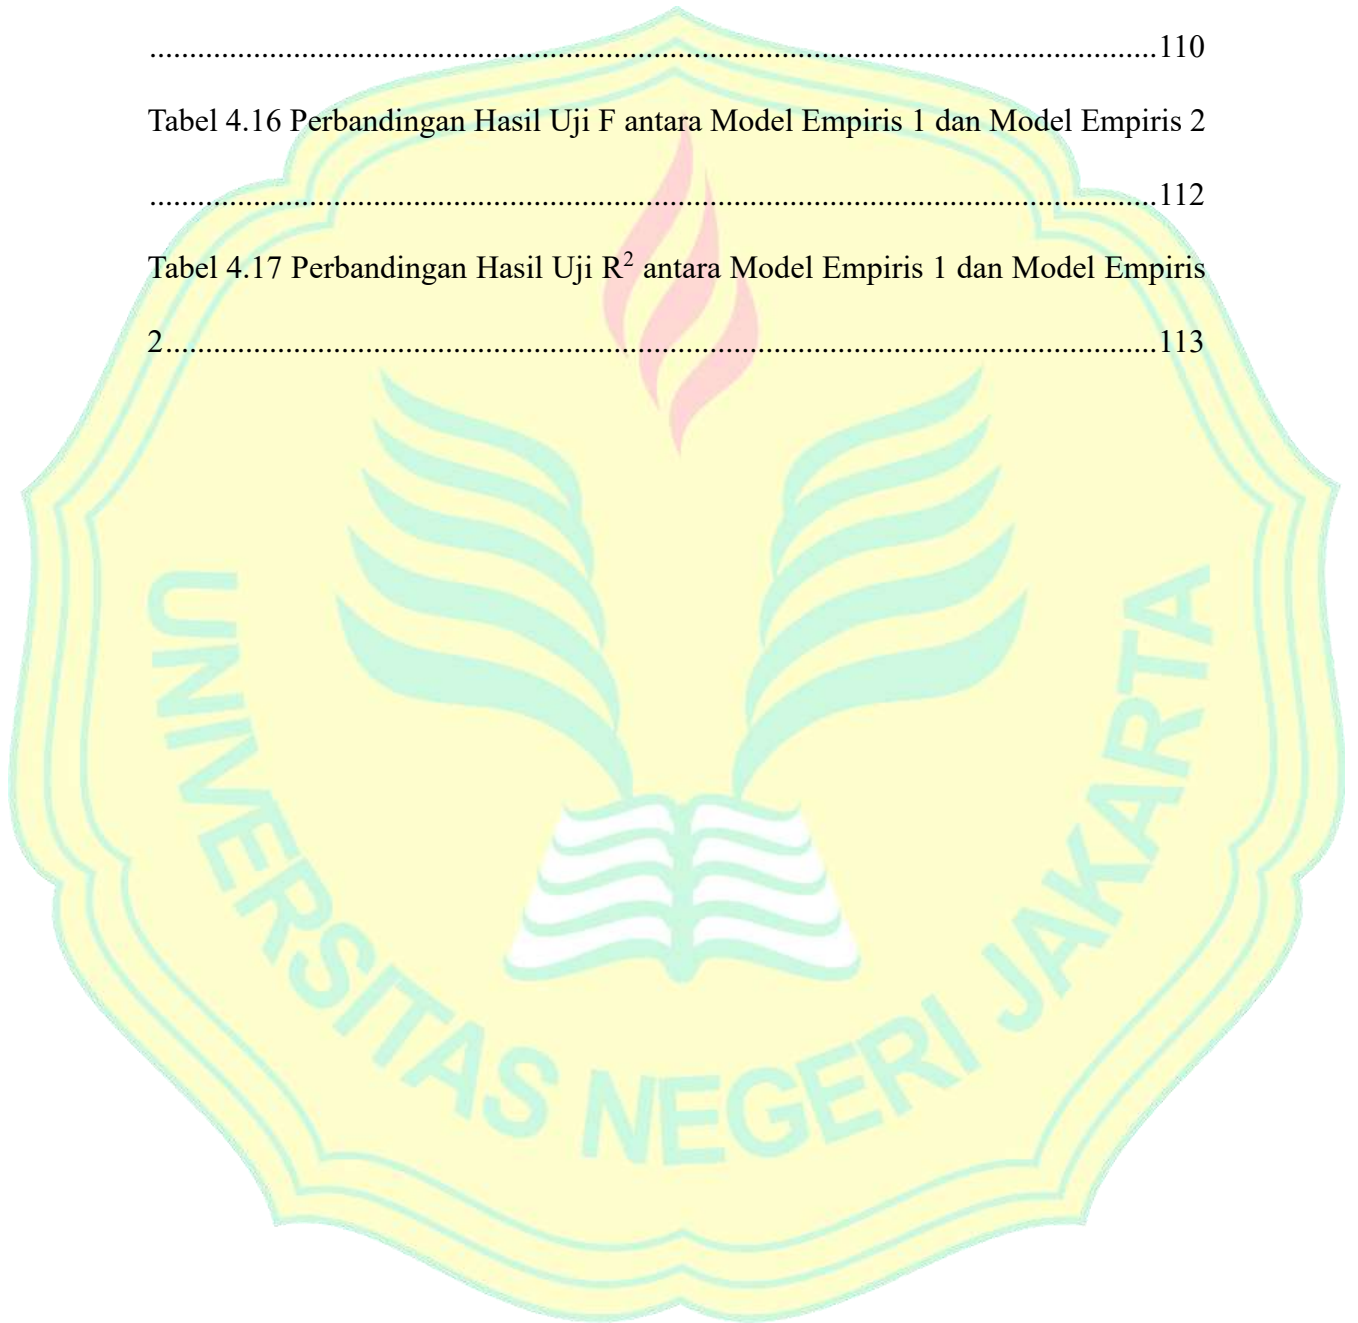 ....................................................................................................................................110
Tabel 4.16 Perbandingan Hasil Uji F antara Model Empiris 1 dan Model Empiris 2
....................................................................................................................................112
Tabel 4.17 Perbandingan Hasil Uji R² antara Model Empiris 1 dan Model Empiris
2..................................................................................................................................113
UNIVERSITAS NEGERI JAKARTA